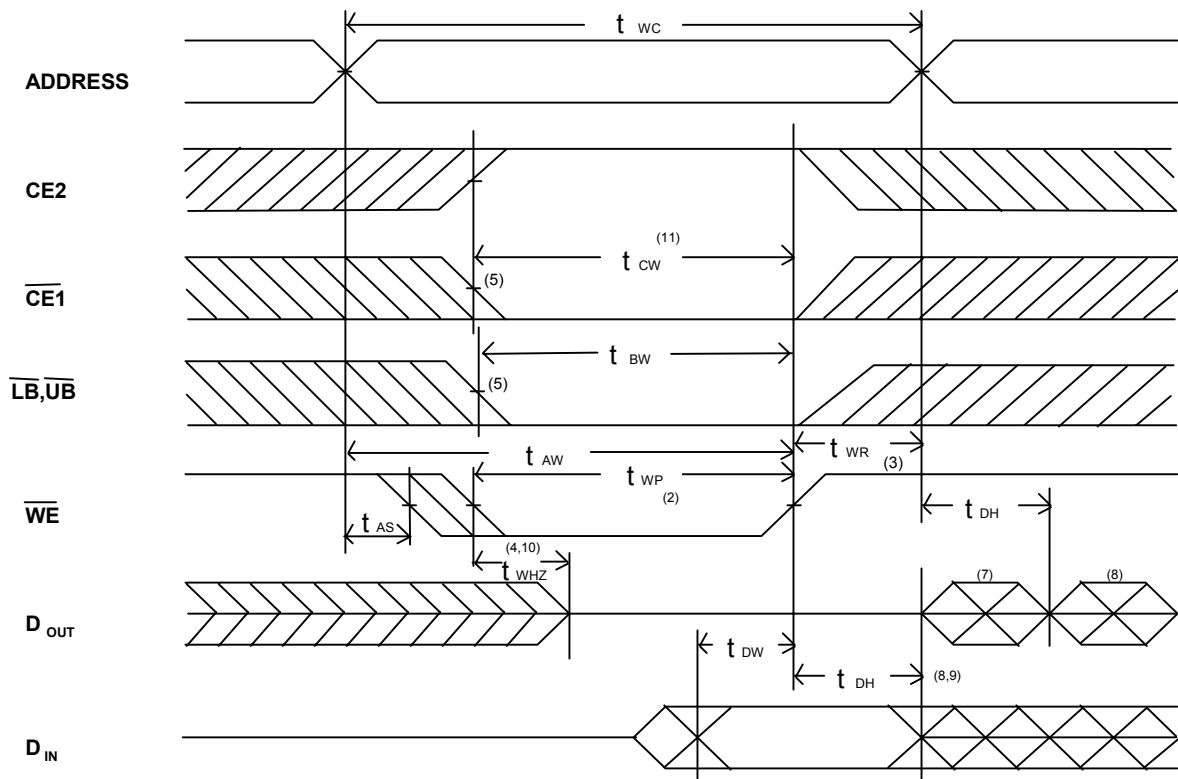 t WC
ADDRESS
CE2
(11)
t CW
CE1
(5)
t BW
LB,UB
(5)
t AW
t WR
t WP
(3)
(2)
WE
t AS
t DH
(4,10)
t WHZ
(7)
(8)
D OUT
t DW
t DH
(8,9)
D IN